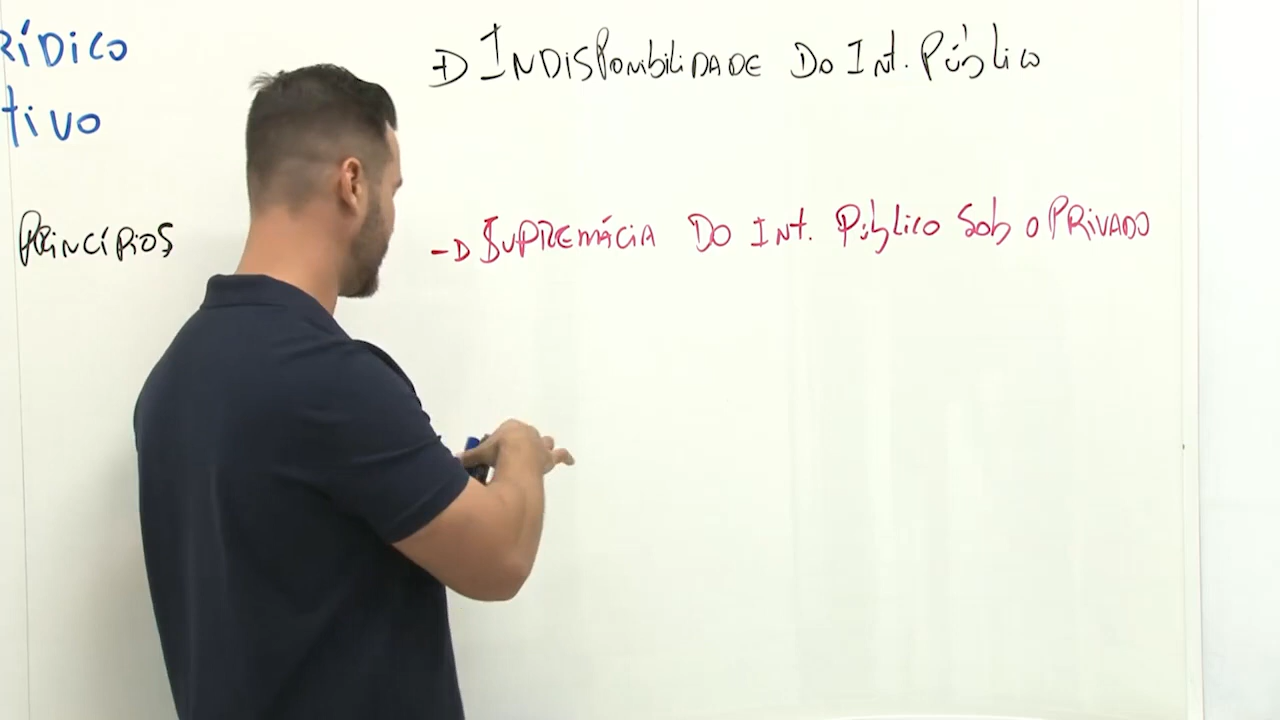 RÍDICO
tivo
PRINCÍPIOS
→ INDISPONIBILIDADE DO INT. PÚBLICO
→ SUPREMÁCIA DO INT. PÚBLICO SOB O PRIVADO